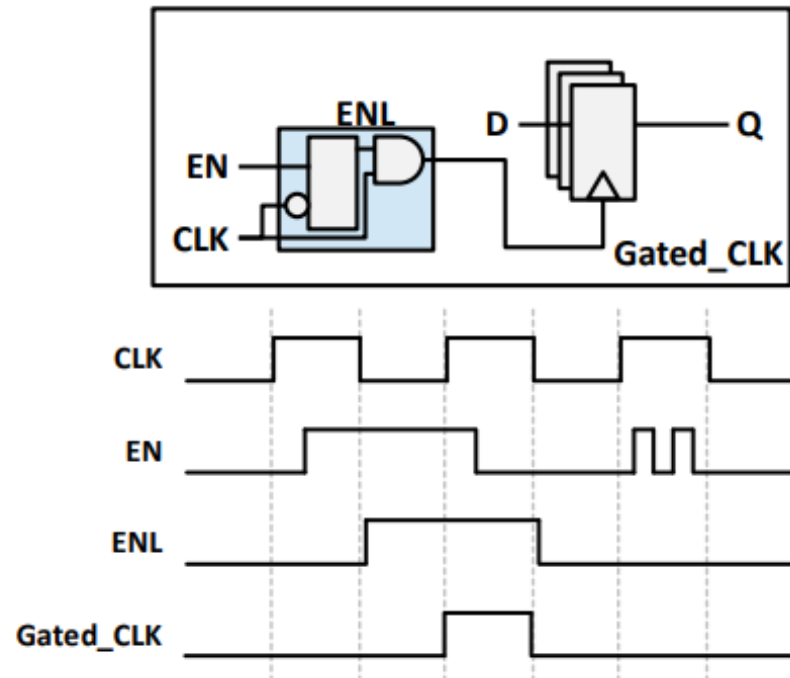 ENL
D
Q
EN
CLK
Gated_CLK
CLK
EN
ENL
Gated_CLK